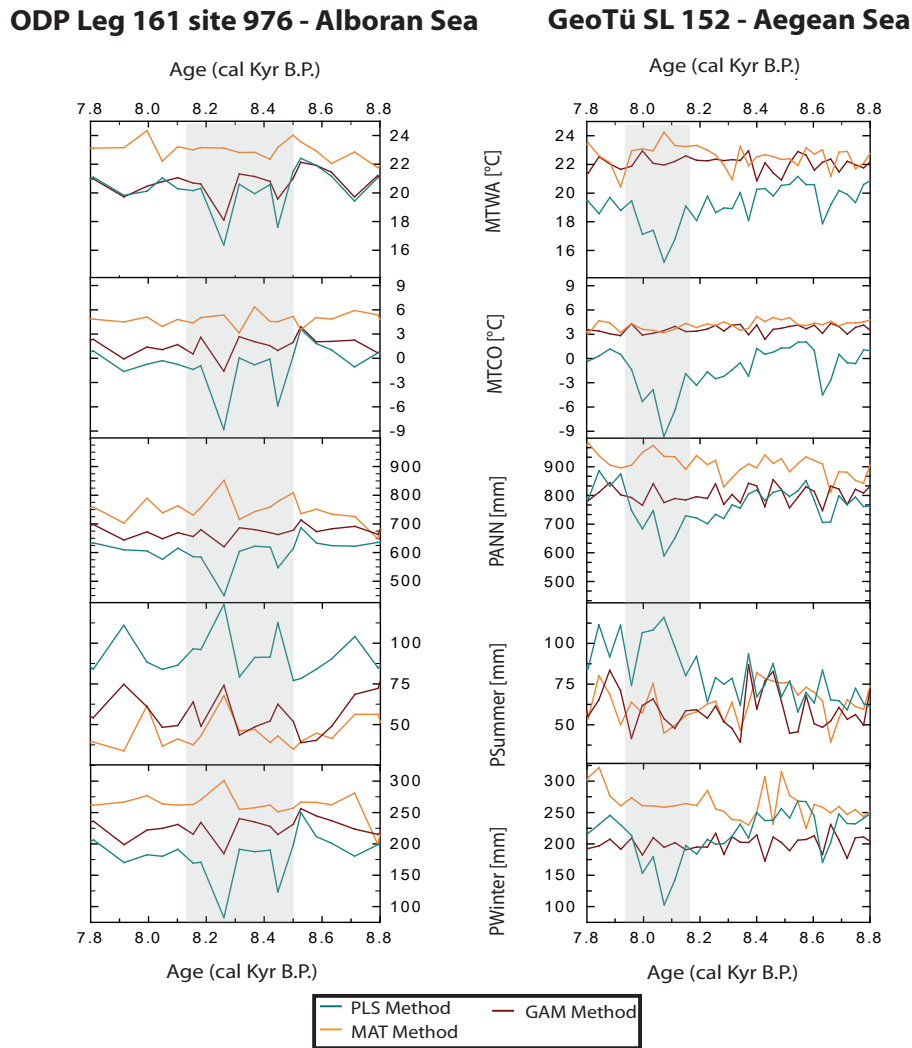 ODP Leg 161 site 976 - Alboran Sea
GeoTü SL 152 - Aegean Sea
Age (cal Kyr B.P.)
Age (cal Kyr B.P.)
7.8 8.0 8.2 8.4 8.6 8.8
7.8 8.0 8.2 8.4 8.6 8.8
24
22
20
18
16
MTWA [°C]
24
22
20
18
16
9
6
3
0
-3
-6
-9
MTCO [°C]
9
6
3
0
-3
-6
-9
900
800
700
600
500
PANN [mm]
900
800
700
600
500
100
75
50
PSummer [mm]
100
75
50
300
250
200
150
100
PWinter [mm]
300
250
200
150
100
7.8 8.0 8.2 8.4 8.6 8.8
7.8 8.0 8.2 8.4 8.6 8.8
Age (cal Kyr B.P.)
Age (cal Kyr B.P.)
PLS Method
GAM Method
MAT Method